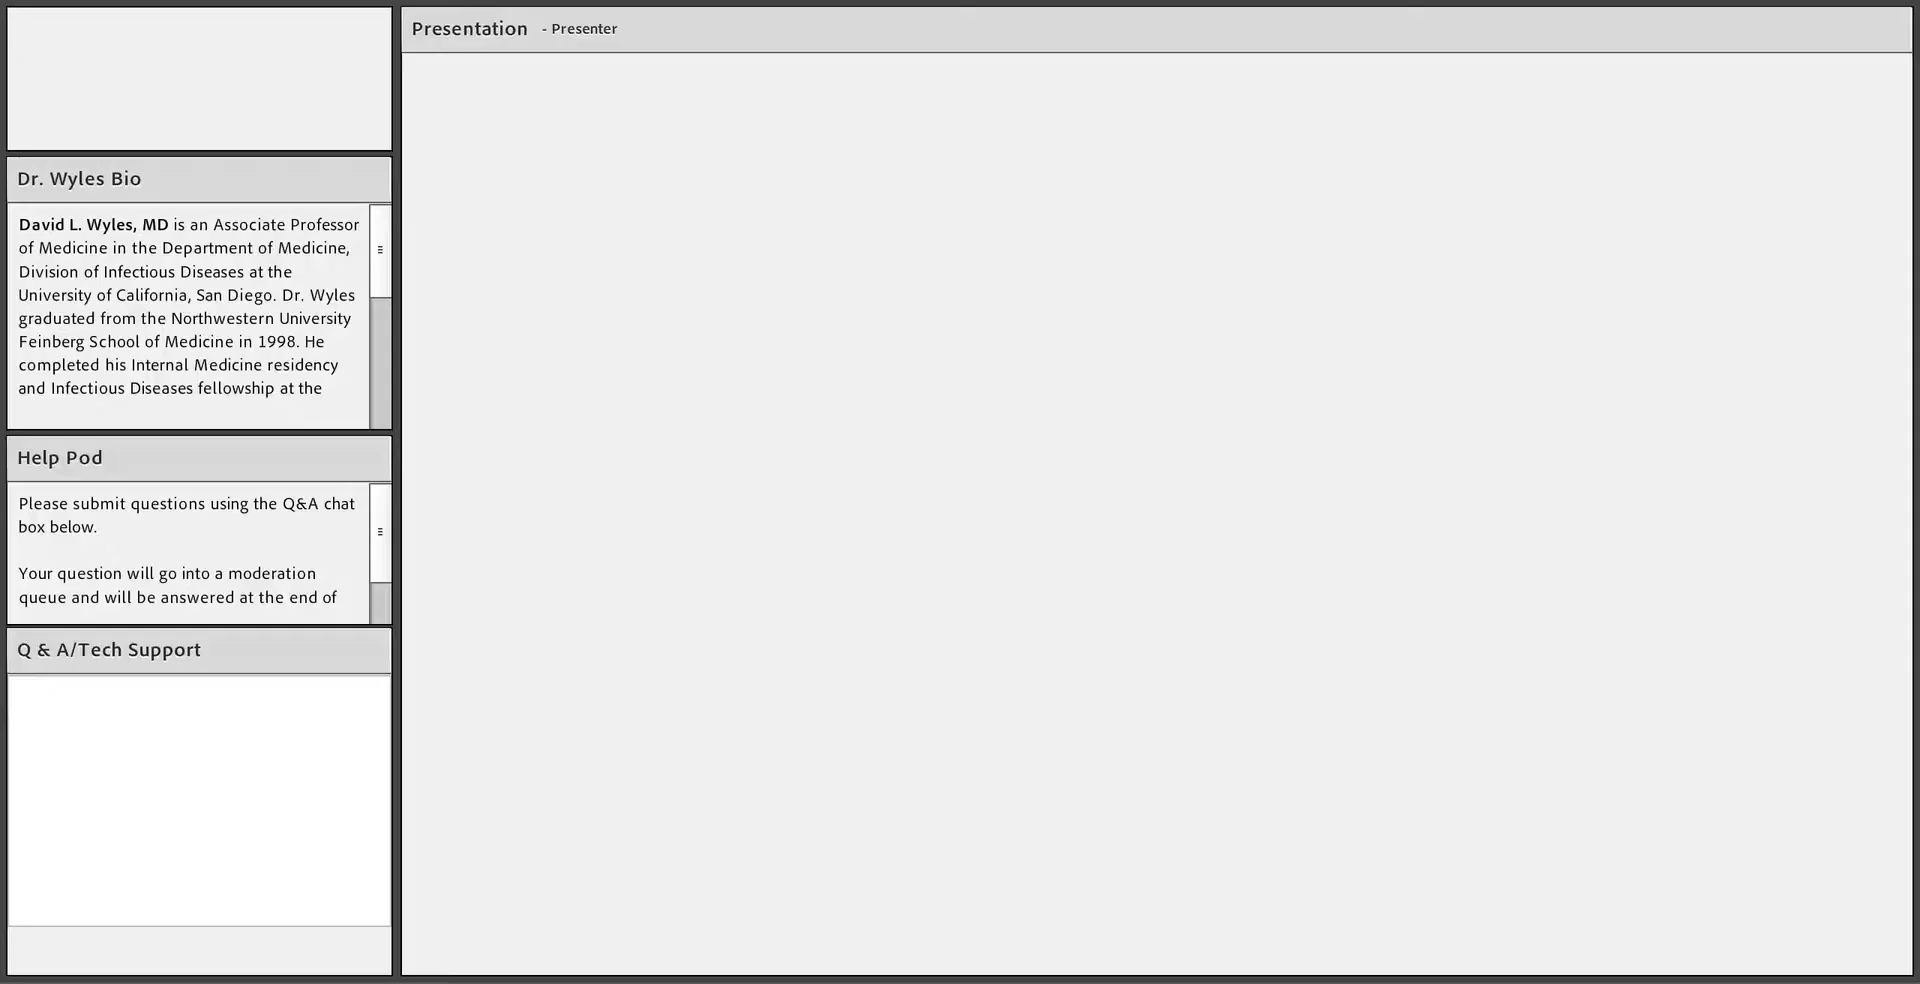 Presentation - Presenter
Dr. Wyles Bio
David L. Wyles, MD is an Associate Professor
of Medicine in the Department of Medicine,
Division of Infectious Diseases at the
University of California, San Diego. Dr. Wyles
graduated from the Northwestern University
Feinberg School of Medicine in 1998. He
completed his Internal Medicine residency
and Infectious Diseases fellowship at the
Help Pod
Please submit questions using the Q&A chat
box below.
Your question will go into a moderation
queue and will be answered at the end of
Q & A/Tech Support